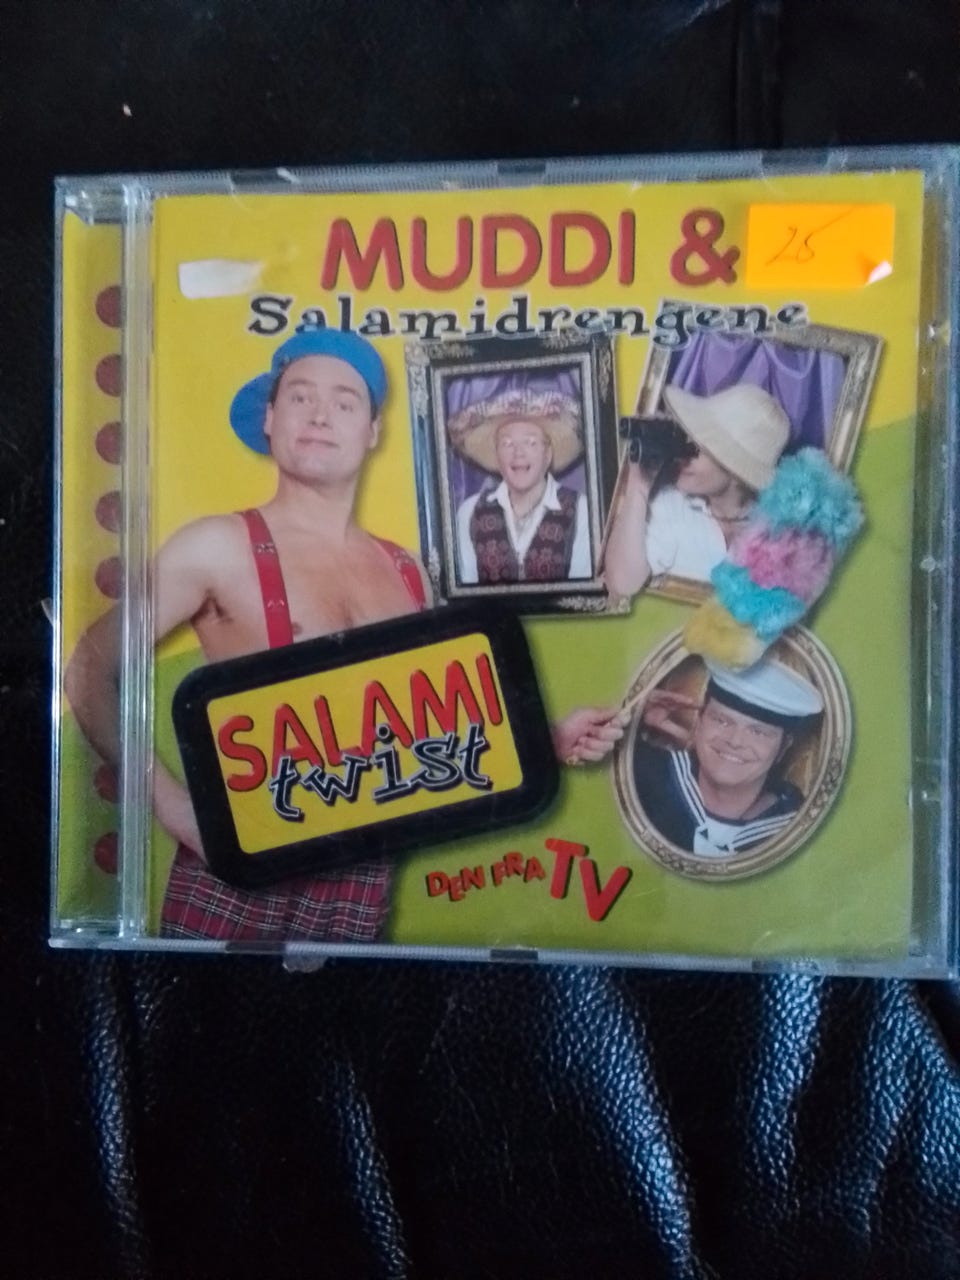 MUDDI &
25
Salamidrengene
SALAMI
twist
DEN FRA TV